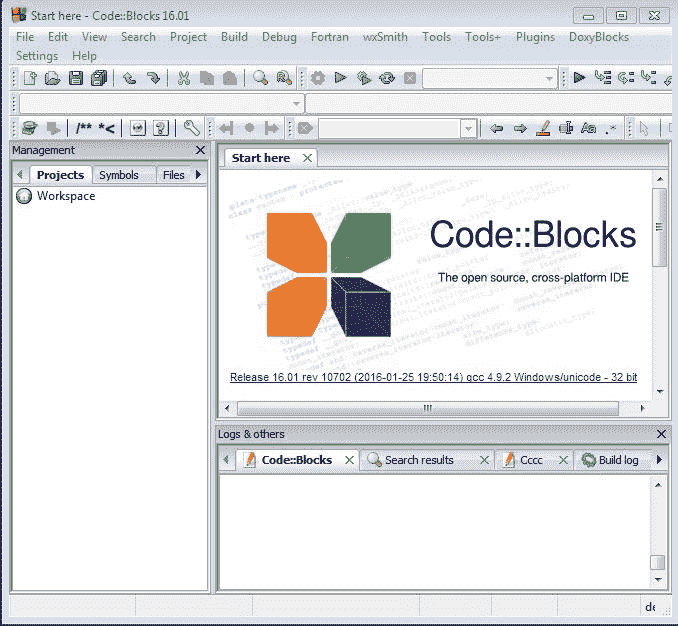 Start here - Code::Blocks 16.01
File Edit View Search Project Build Debug Fortran wxSmith Tools Tools+ Plugins DoxyBlocks
Settings Help
/** *<
Aa .*
Management
Projects Symbols Files
Workspace
Start here
Code::Blocks
The open source, cross-platform IDE
Release 16.01 rev 10702 (2016-01-25 19:50:14) gcc 4.9.2 Windows/unicode - 32 bit
Logs & others
Code::Blocks Search results Cccc Build log